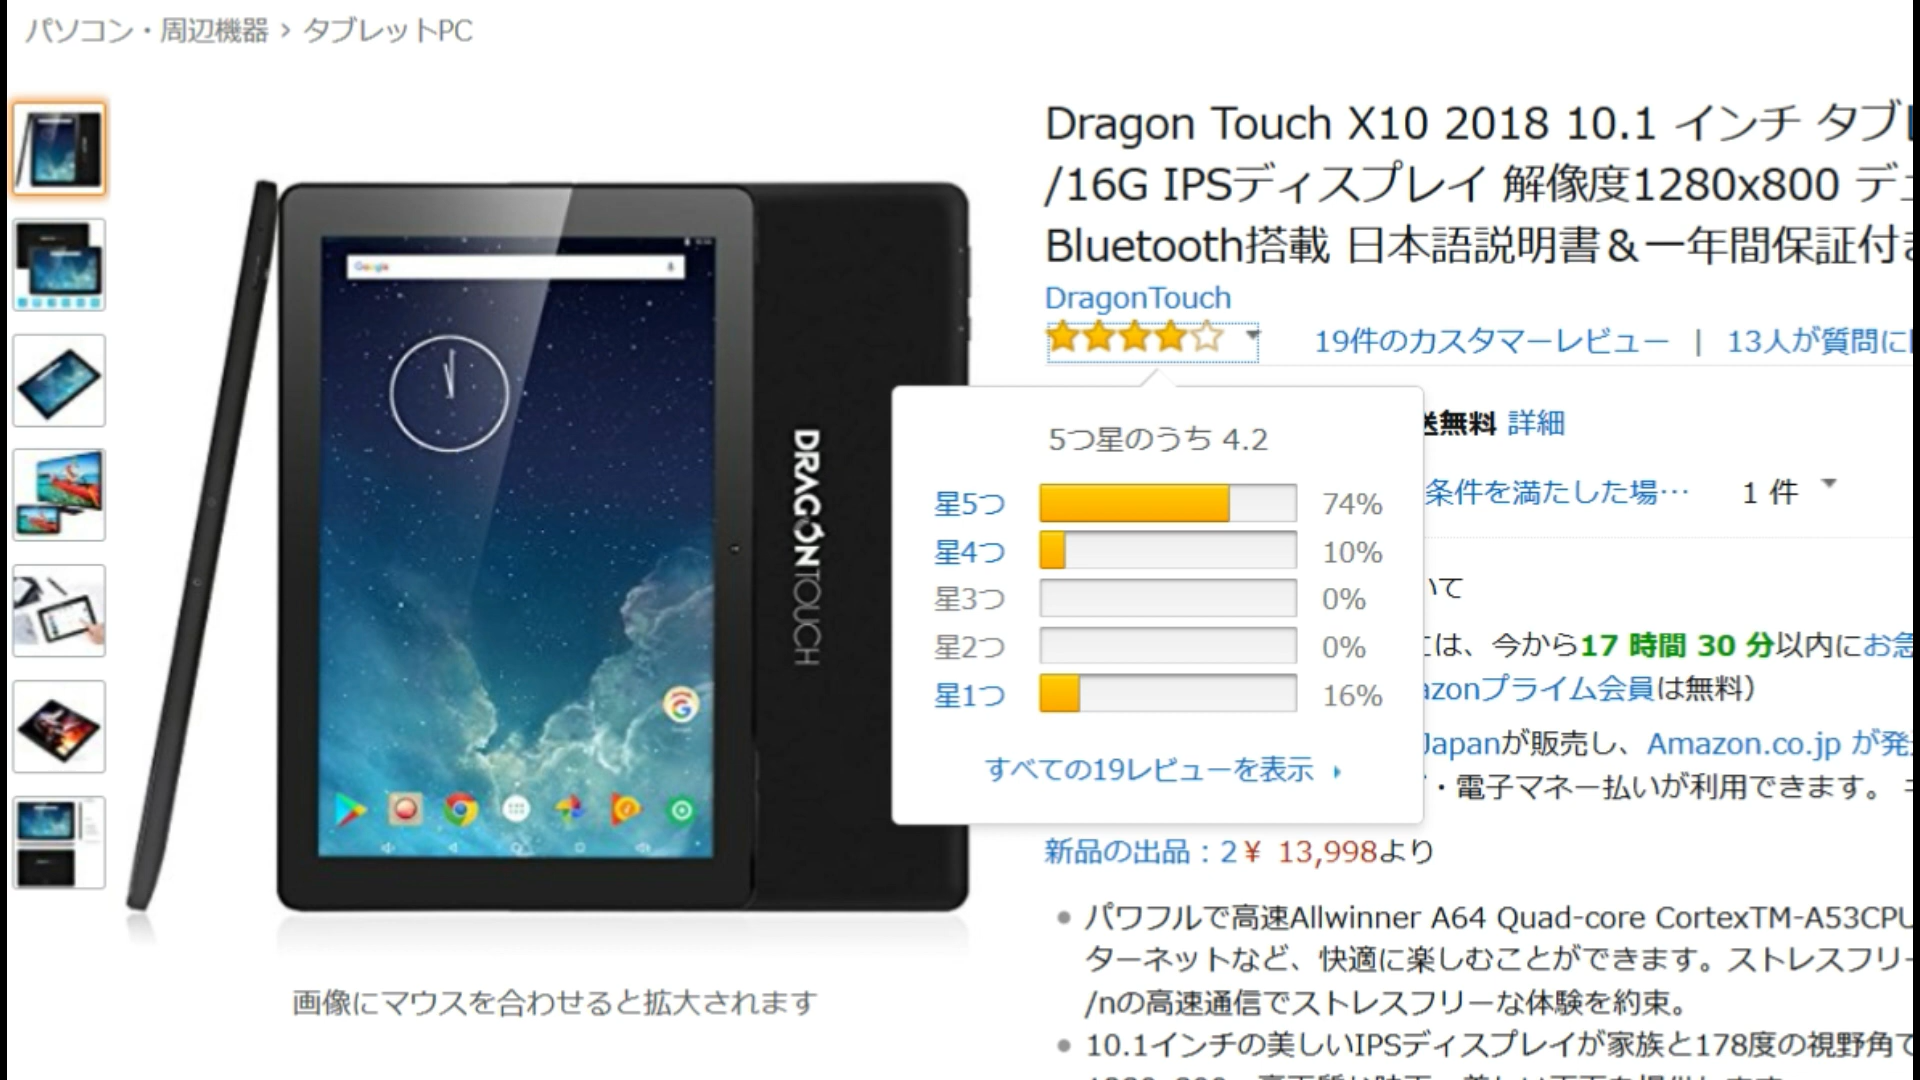 パソコン・周辺機器 › タブレットPC
Dragon Touch X10 2018 10.1 インチ タブ
/16G IPSディスプレイ 解像度1280x800 デ
Bluetooth搭載 日本語説明書＆一年間保証付
DragonTouch
19件のカスタマーレビュー | 13人が質問に
送無料 詳細
5つ星のうち 4.2
条件を満たした場… 1 件
星5つ 74%
星4つ 10%
星3つ 0%
星2つ 0%
星1つ 16%
すべての19レビューを表示
いて
には、今から17 時間 30 分以内にお急
azonプライム会員は無料）
Japanが販売し、Amazon.co.jp が発
・電子マネー払いが利用できます。
新品の出品：2¥ 13,998より
パワフルで高速Allwinner A64 Quad-core CortexTM-A53CPU
ターネットなど、快適に楽しむことができます。ストレスフリー
/nの高速通信でストレスフリーな体験を約束。
10.1インチの美しいIPSディスプレイが家族と178度の視野角で
Google
DRAGONTOUCH
画像にマウスを合わせると拡大されます